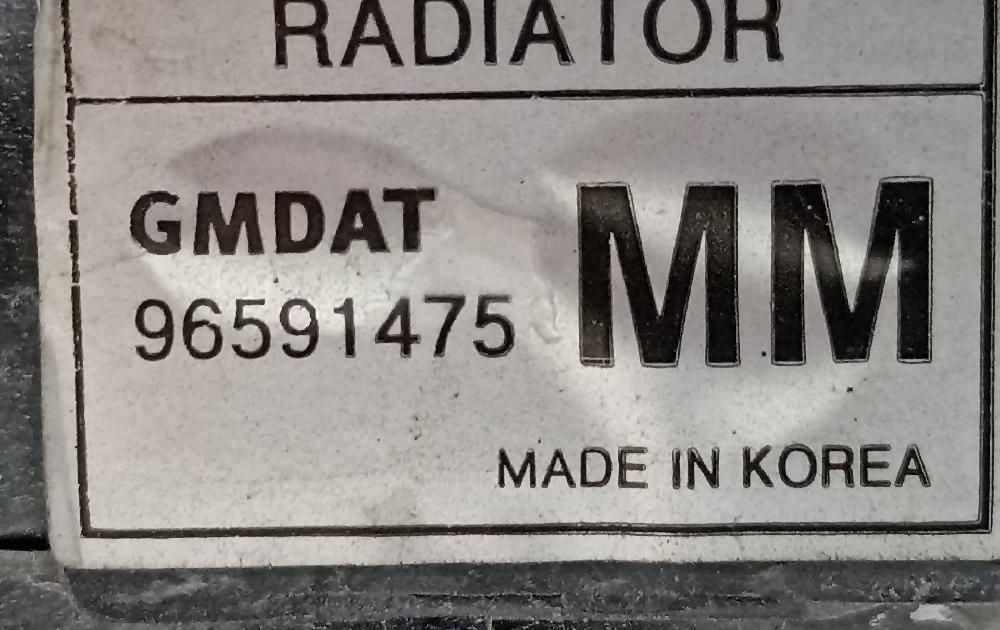 RADIATOR
GMDAT
96591475
MM
MADE IN KOREA